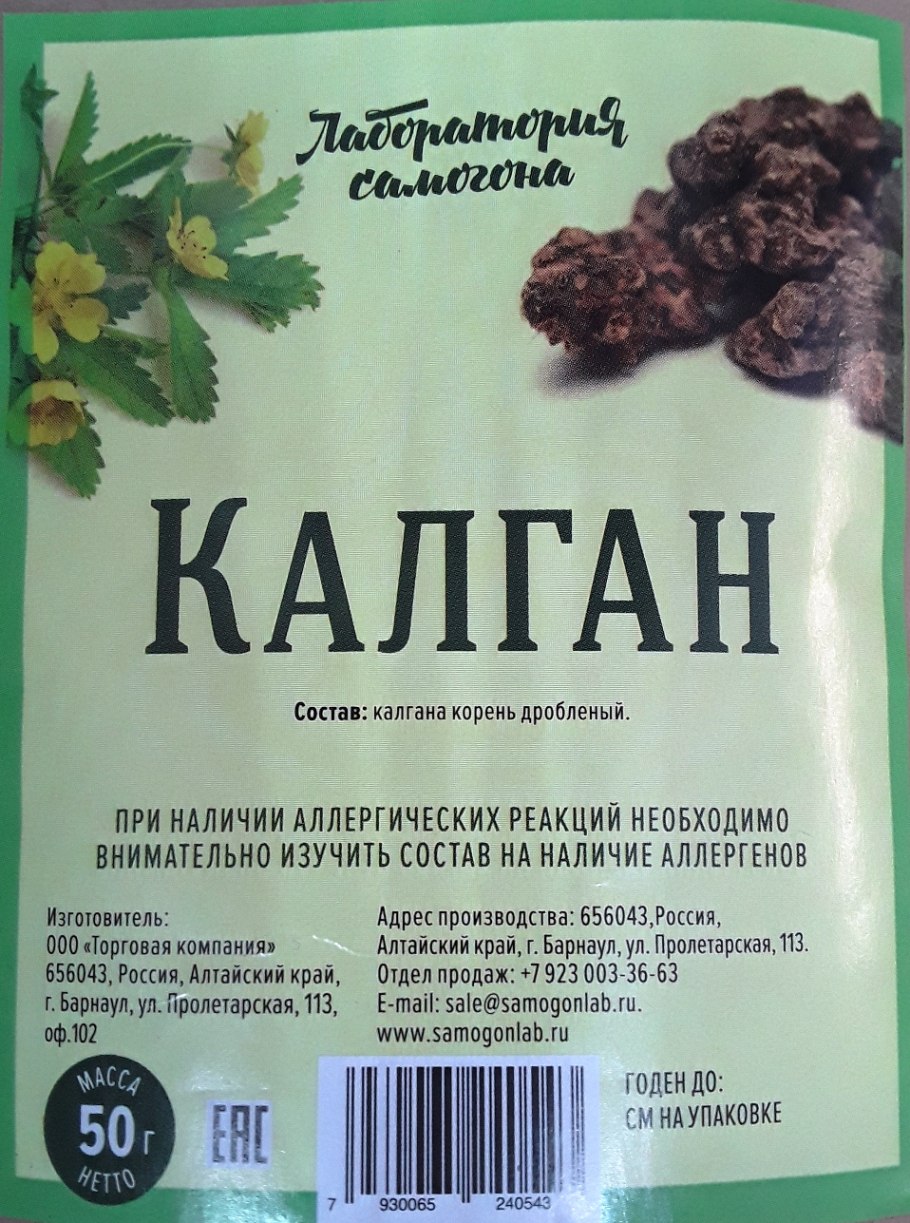 Лаборатория
самогона
КАЛГАН
Состав: калгана корень дробленый.
ПРИ НАЛИЧИИ АЛЛЕРГИЧЕСКИХ РЕАКЦИЙ НЕОБХОДИМО
ВНИМАТЕЛЬНО ИЗУЧИТЬ СОСТАВ НА НАЛИЧИЕ АЛЛЕРГЕНОВ
Изготовитель:
ООО «Торговая компания»
656043, Россия, Алтайский край,
г. Барнаул, ул. Пролетарская, 113,
оф.102
Адрес производства: 656043,Россия,
Алтайский край, г. Барнаул, ул. Пролетарская, 113.
Отдел продаж: +7 923 003-36-63
E-mail: sale@samogonlab.ru.
www.samogonlab.ru
МАССА
50 г
НЕТТО
EAC
7 930065 240543
ГОДЕН ДО:
СМ НА УПАКОВКЕ